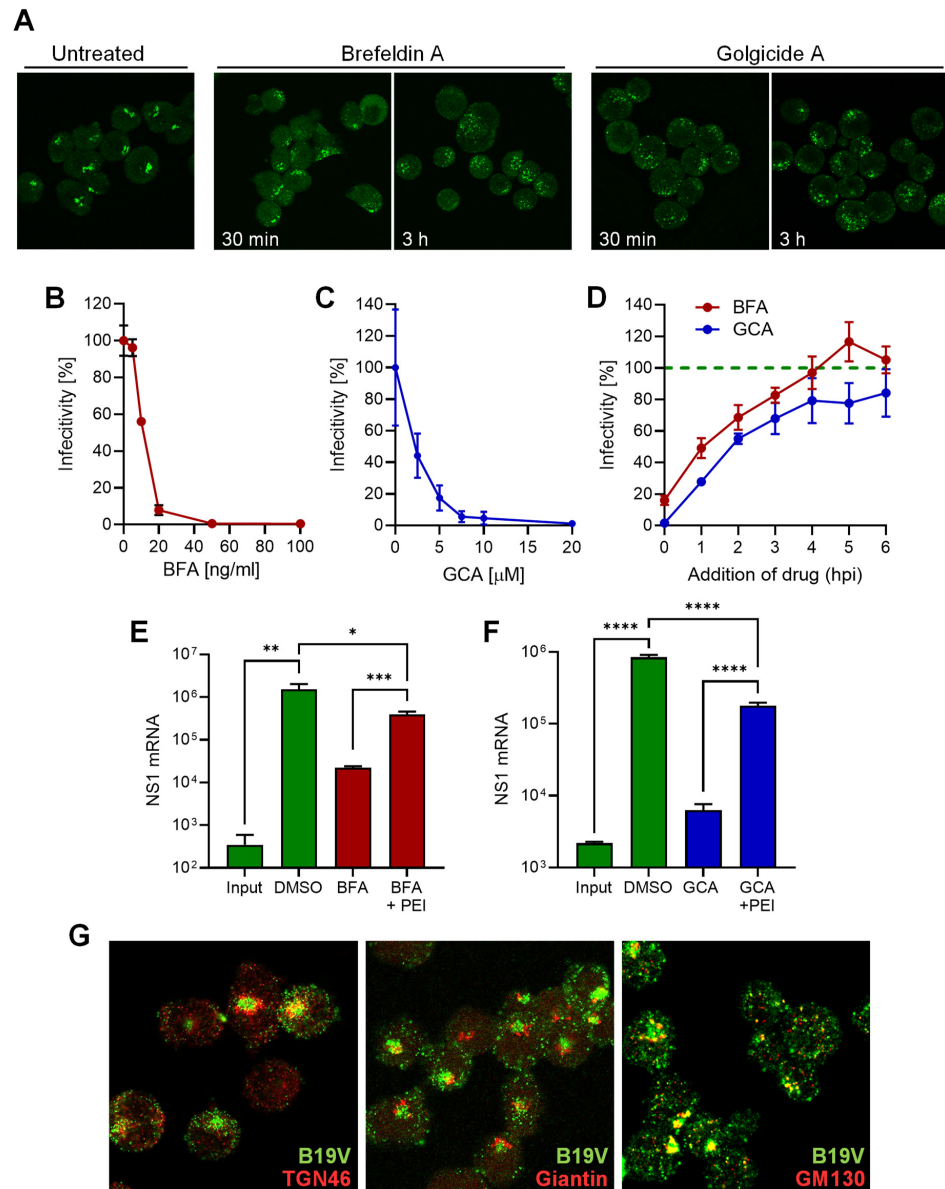 A
Untreated
Brefeldin A
Golgicide A
30 min
3 h
30 min
3 h
B
120
100
80
60
40
20
0
Infecitivity [%]
0 20 40 60 80 100
BFA [ng/ml]
C
140
120
100
80
60
40
20
0
Infecitivity [%]
0 5 10 15 20
GCA [μM]
D
BFA
GCA
140
120
100
80
60
40
20
0
Infectivity [%]
0 1 2 3 4 5 6
Addition of drug (hpi)
E
10⁷
10⁶
10⁵
10⁴
10³
10²
NS1 mRNA
**
*
***
Input DMSO BFA BFA
+ PEI
F
10⁶
10⁵
10⁴
10³
NS1 mRNA
****
****
****
Input DMSO GCA GCA
+PEI
G
B19V
TGN46
B19V
Giantin
B19V
GM130